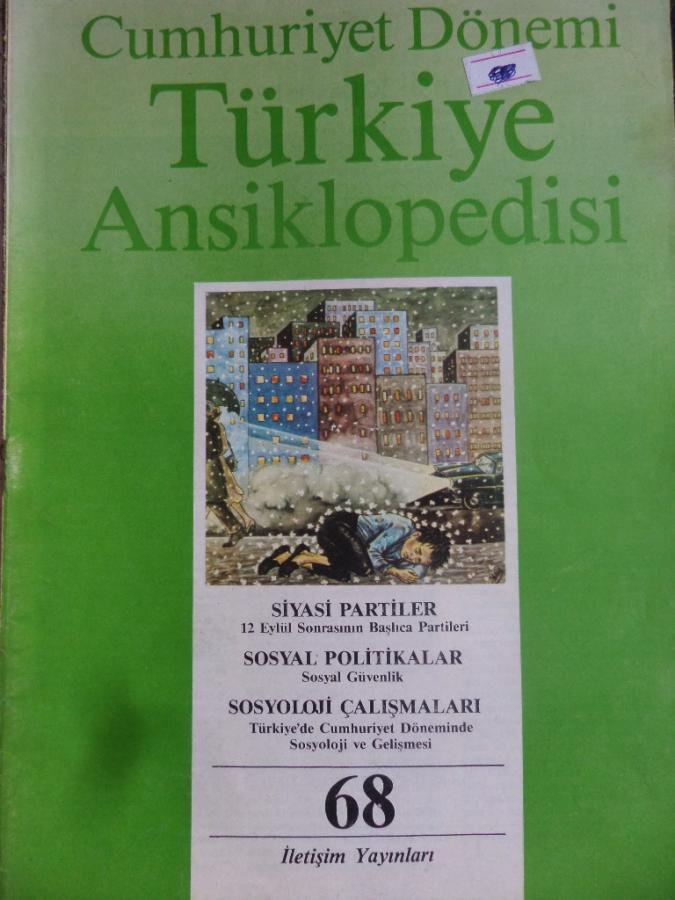 Cumhuriyet Dönemi
Türkiye
Ansiklopedisi
SİYASİ PARTİLER
12 Eylül Sonrasının Başlıca Partileri
SOSYAL POLİTİKALAR
Sosyal Güvenlik
SOSYOLOJİ ÇALIŞMALARI
Türkiye'de Cumhuriyet Döneminde
Sosyoloji ve Gelişmesi
68
İletişim Yayınları